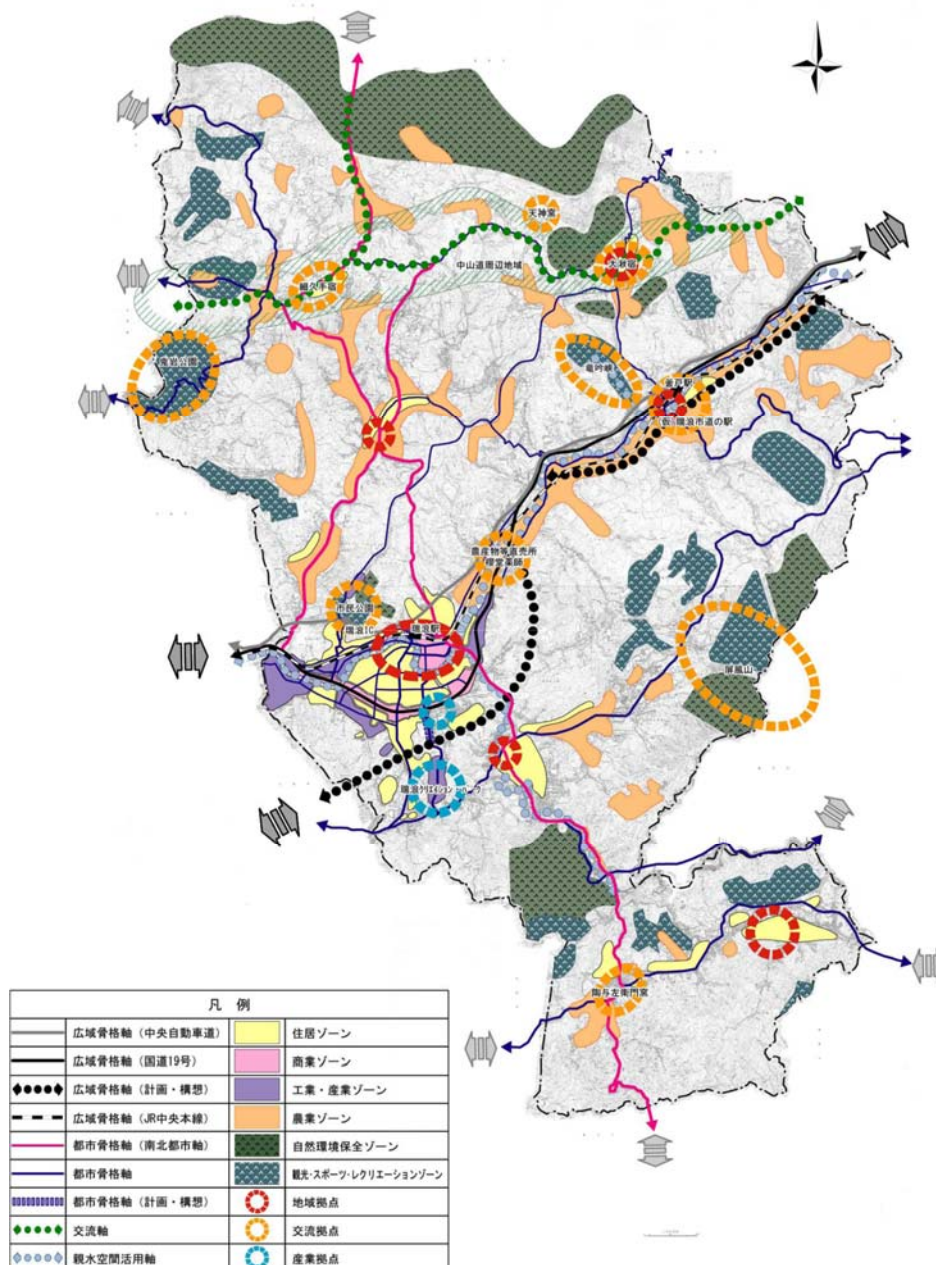 天神窯
大湫宿
中山道周辺地域
細久手宿
鬼岩公園
竜吟峡
釜戸駅
仮)瑞浪市道の駅
農産物等直売所
櫻堂薬師
市民公園
瑞浪IC
瑞浪駅
屏風山
瑞浪クリエイション・パーク
陶与左衛門窯
凡 例
広域骨格軸（中央自動車道）
住居ゾーン
広域骨格軸（国道19号）
商業ゾーン
広域骨格軸（計画・構想）
工業・産業ゾーン
広域骨格軸（JR中央本線）
農業ゾーン
都市骨格軸（南北都市軸）
自然環境保全ゾーン
都市骨格軸
観光・スポーツ・レクリエーションゾーン
都市骨格軸（計画・構想）
地域拠点
交流軸
交流拠点
親水空間活用軸
産業拠点